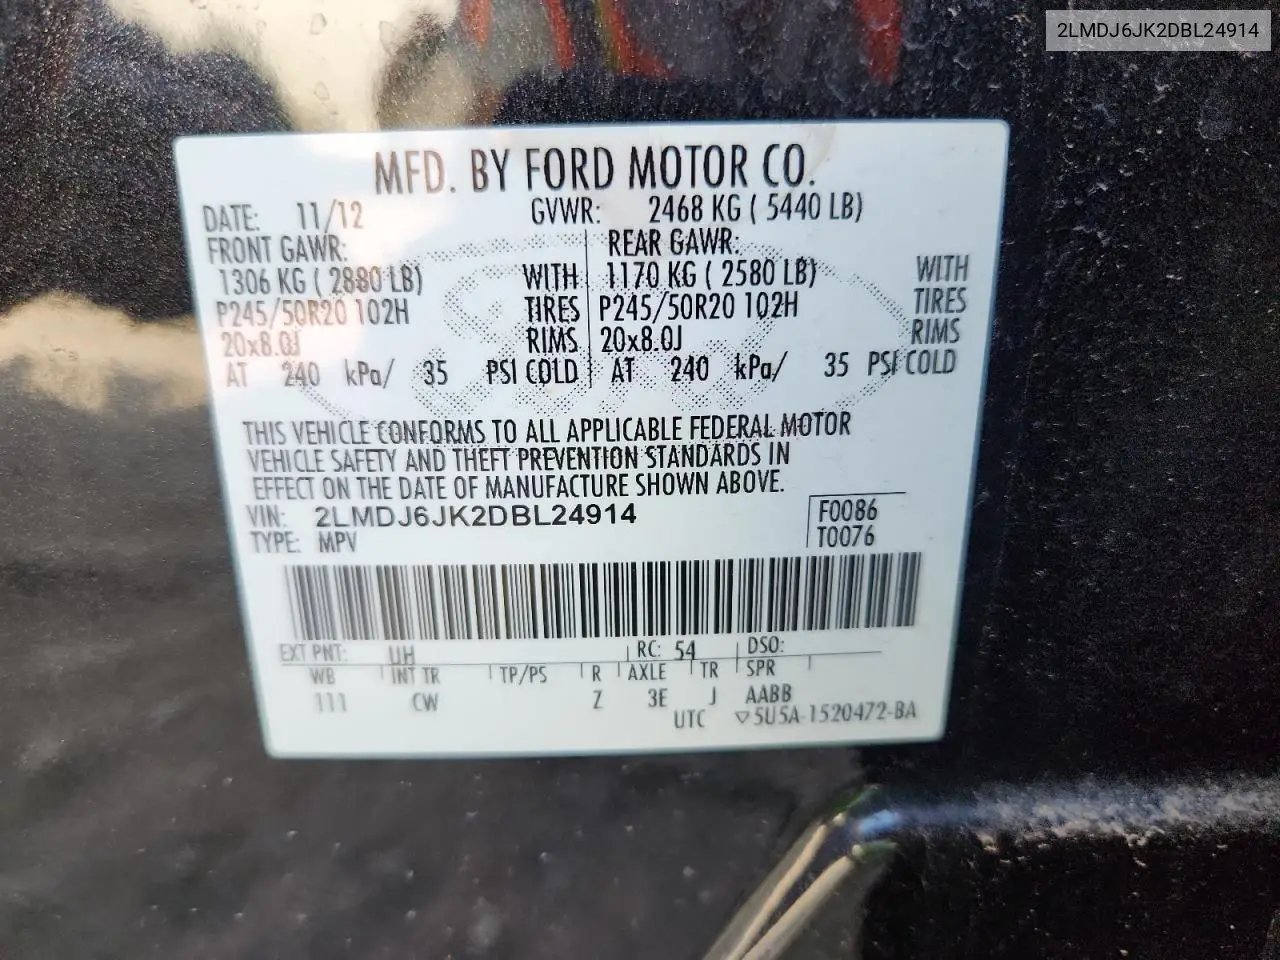 2LMDJ6JK2DBL24914
MFD. BY FORD MOTOR CO.
DATE: 11/12 GVWR: 2468 KG ( 5440 LB)
FRONT GAWR: REAR GAWR:
1306 KG ( 2880 LB) WITH 1170 KG ( 2580 LB) WITH
P245/50R20 102H TIRES P245/50R20 102H TIRES
20x8.0J RIMS 20x8.0J RIMS
AT 240 kPa/ 35 PSI COLD AT 240 kPa/ 35 PSI COLD
THIS VEHICLE CONFORMS TO ALL APPLICABLE FEDERAL MOTOR
VEHICLE SAFETY AND THEFT PREVENTION STANDARDS IN
EFFECT ON THE DATE OF MANUFACTURE SHOWN ABOVE.
VIN: 2LMDJ6JK2DBL24914 F0086
TYPE: MPV T0076
EXT PNT: UH RC: 54 DSO:
WB INT TR TP/PS R AXLE TR SPR
111 CW Z 3E J AABB
UTC ▽5U5A-1520472-BA